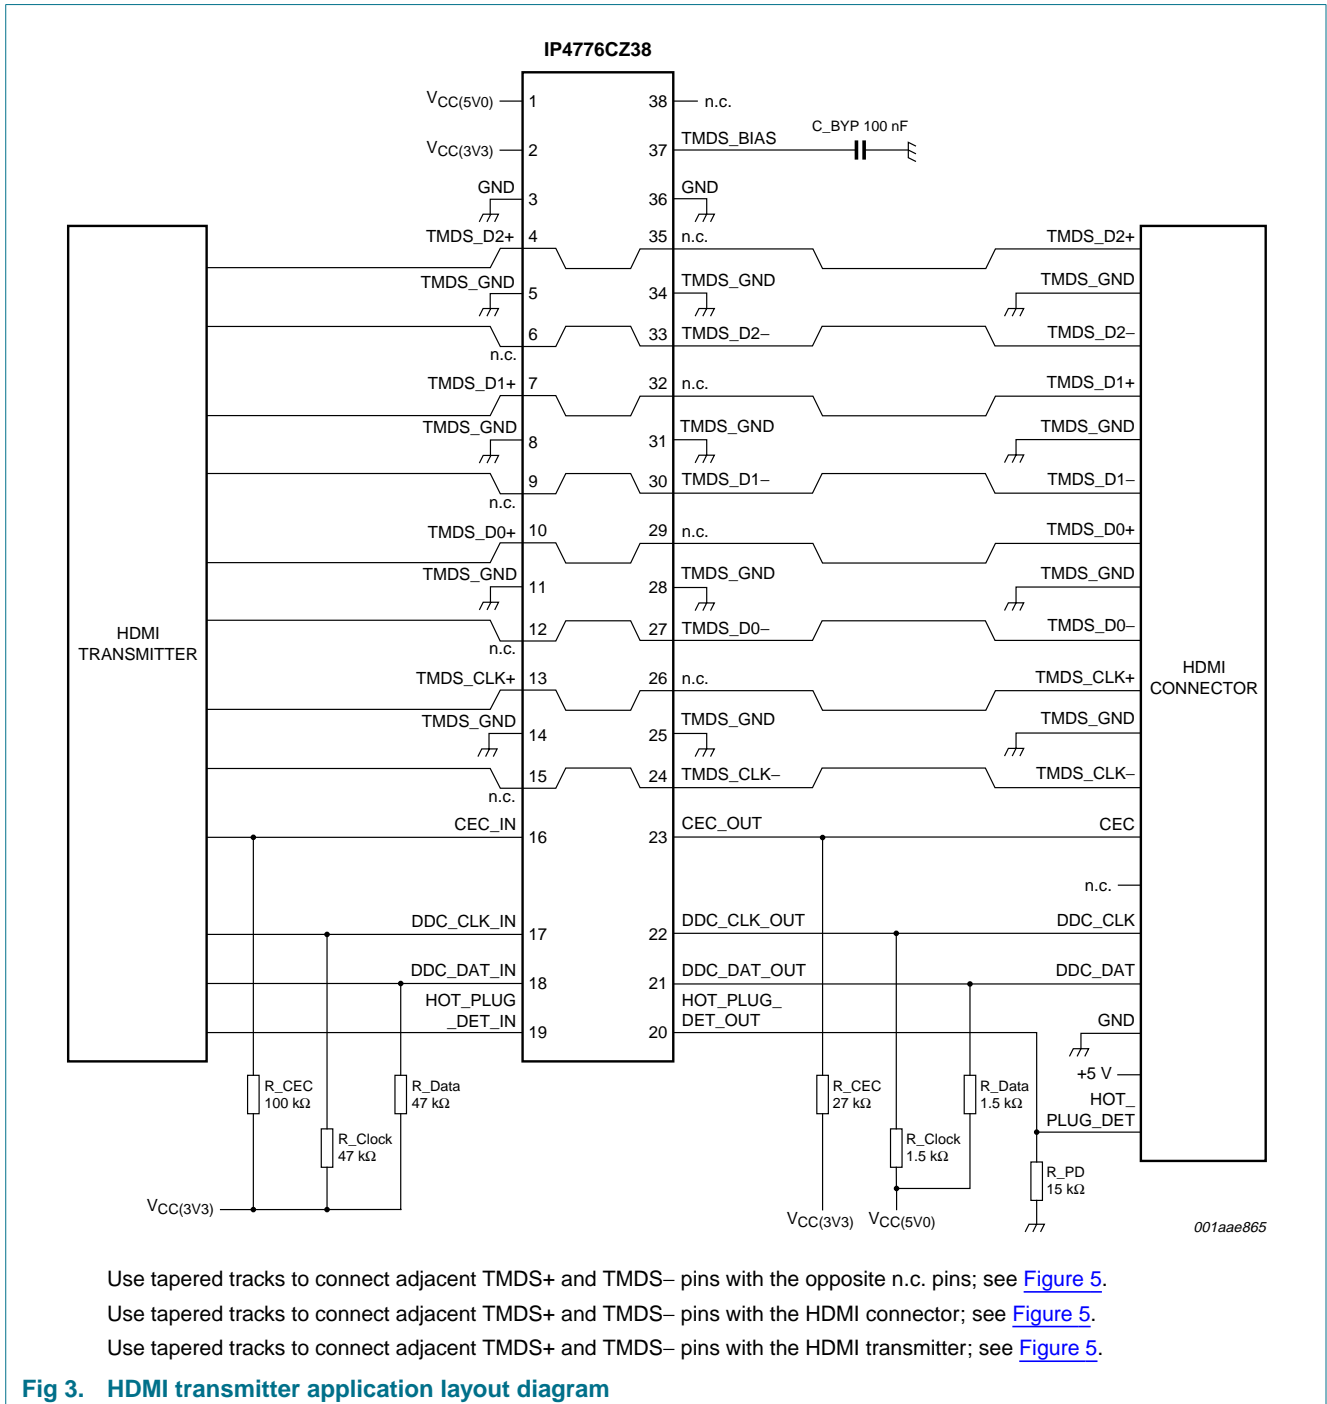 IP4776CZ38
VCC(5V0) 1 38 n.c.
C_BYP 100 nF
VCC(3V3) 2 37 TMDS_BIAS
GND 3 36 GND
TMDS_D2+ 4 35 n.c. TMDS_D2+
TMDS_GND 5 34 TMDS_GND TMDS_GND
6 33 TMDS_D2− TMDS_D2−
n.c.
TMDS_D1+ 7 32 n.c. TMDS_D1+
TMDS_GND 8 31 TMDS_GND TMDS_GND
9 30 TMDS_D1− TMDS_D1−
n.c.
TMDS_D0+ 10 29 n.c. TMDS_D0+
TMDS_GND 11 28 TMDS_GND TMDS_GND
12 27 TMDS_D0− TMDS_D0−
n.c.
HDMI
TRANSMITTER
HDMI
CONNECTOR
TMDS_CLK+ 13 26 n.c. TMDS_CLK+
TMDS_GND 14 25 TMDS_GND TMDS_GND
15 24 TMDS_CLK− TMDS_CLK−
n.c.
CEC_IN 16 23 CEC_OUT CEC
n.c.
DDC_CLK_IN 17 22 DDC_CLK_OUT DDC_CLK
DDC_DAT_IN 18 21 DDC_DAT_OUT DDC_DAT
HOT_PLUG
_DET_IN 19 20 HOT_PLUG_
DET_OUT
GND
+5 V
HOT_
PLUG_DET
R_CEC
100 kΩ
R_Data
47 kΩ
R_Clock
47 kΩ
VCC(3V3)
R_CEC
27 kΩ
R_Data
1.5 kΩ
R_Clock
1.5 kΩ
R_PD
15 kΩ
VCC(3V3) VCC(5V0)
001aae865
Use tapered tracks to connect adjacent TMDS+ and TMDS− pins with the opposite n.c. pins; see Figure 5.
Use tapered tracks to connect adjacent TMDS+ and TMDS− pins with the HDMI connector; see Figure 5.
Use tapered tracks to connect adjacent TMDS+ and TMDS− pins with the HDMI transmitter; see Figure 5.
Fig 3. HDMI transmitter application layout diagram